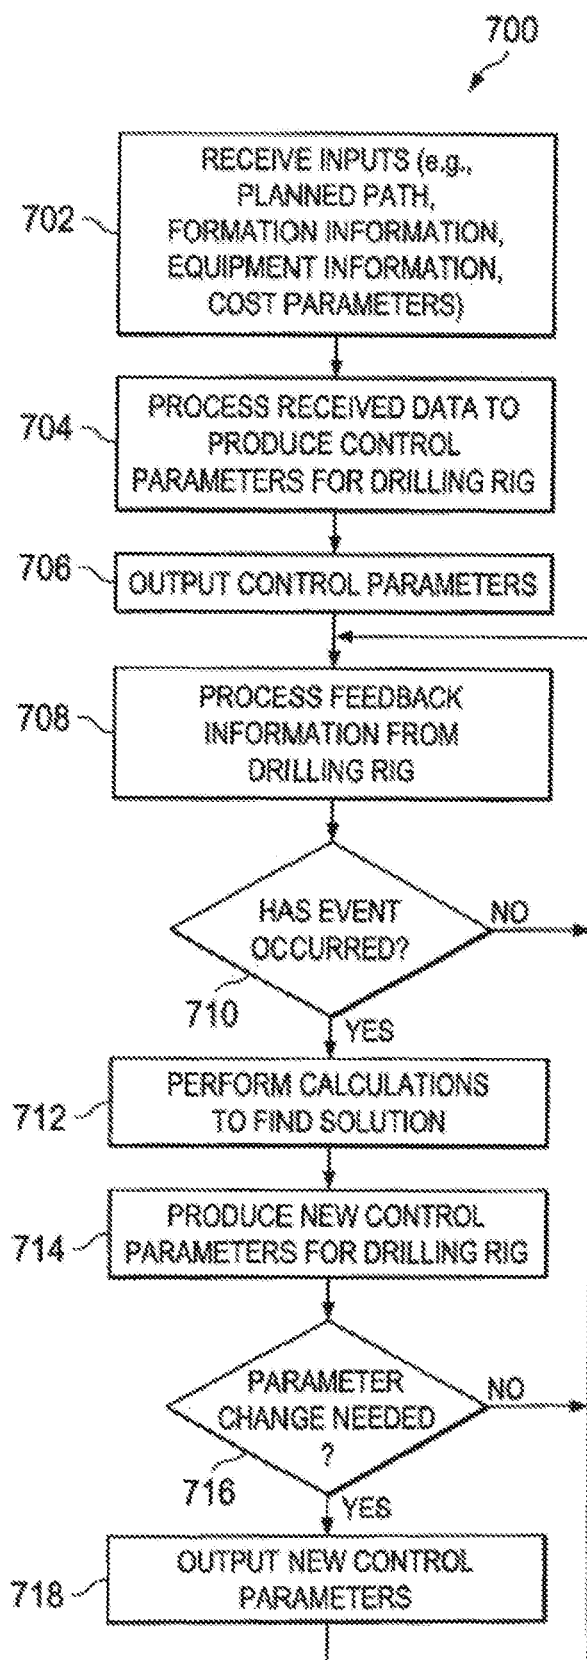 700
702
RECEIVE INPUTS (e.g.,
PLANNED PATH,
FORMATION INFORMATION,
EQUIPMENT INFORMATION,
COST PARAMETERS)
704
PROCESS RECEIVED DATA TO
PRODUCE CONTROL
PARAMETERS FOR DRILLING RIG
706
OUTPUT CONTROL PARAMETERS
708
PROCESS FEEDBACK
INFORMATION FROM
DRILLING RIG
HAS EVENT
OCCURRED?
NO
710
YES
712
PERFORM CALCULATIONS
TO FIND SOLUTION
714
PRODUCE NEW CONTROL
PARAMETERS FOR DRILLING RIG
PARAMETER
CHANGE NEEDED
?
NO
716
YES
718
OUTPUT NEW CONTROL
PARAMETERS